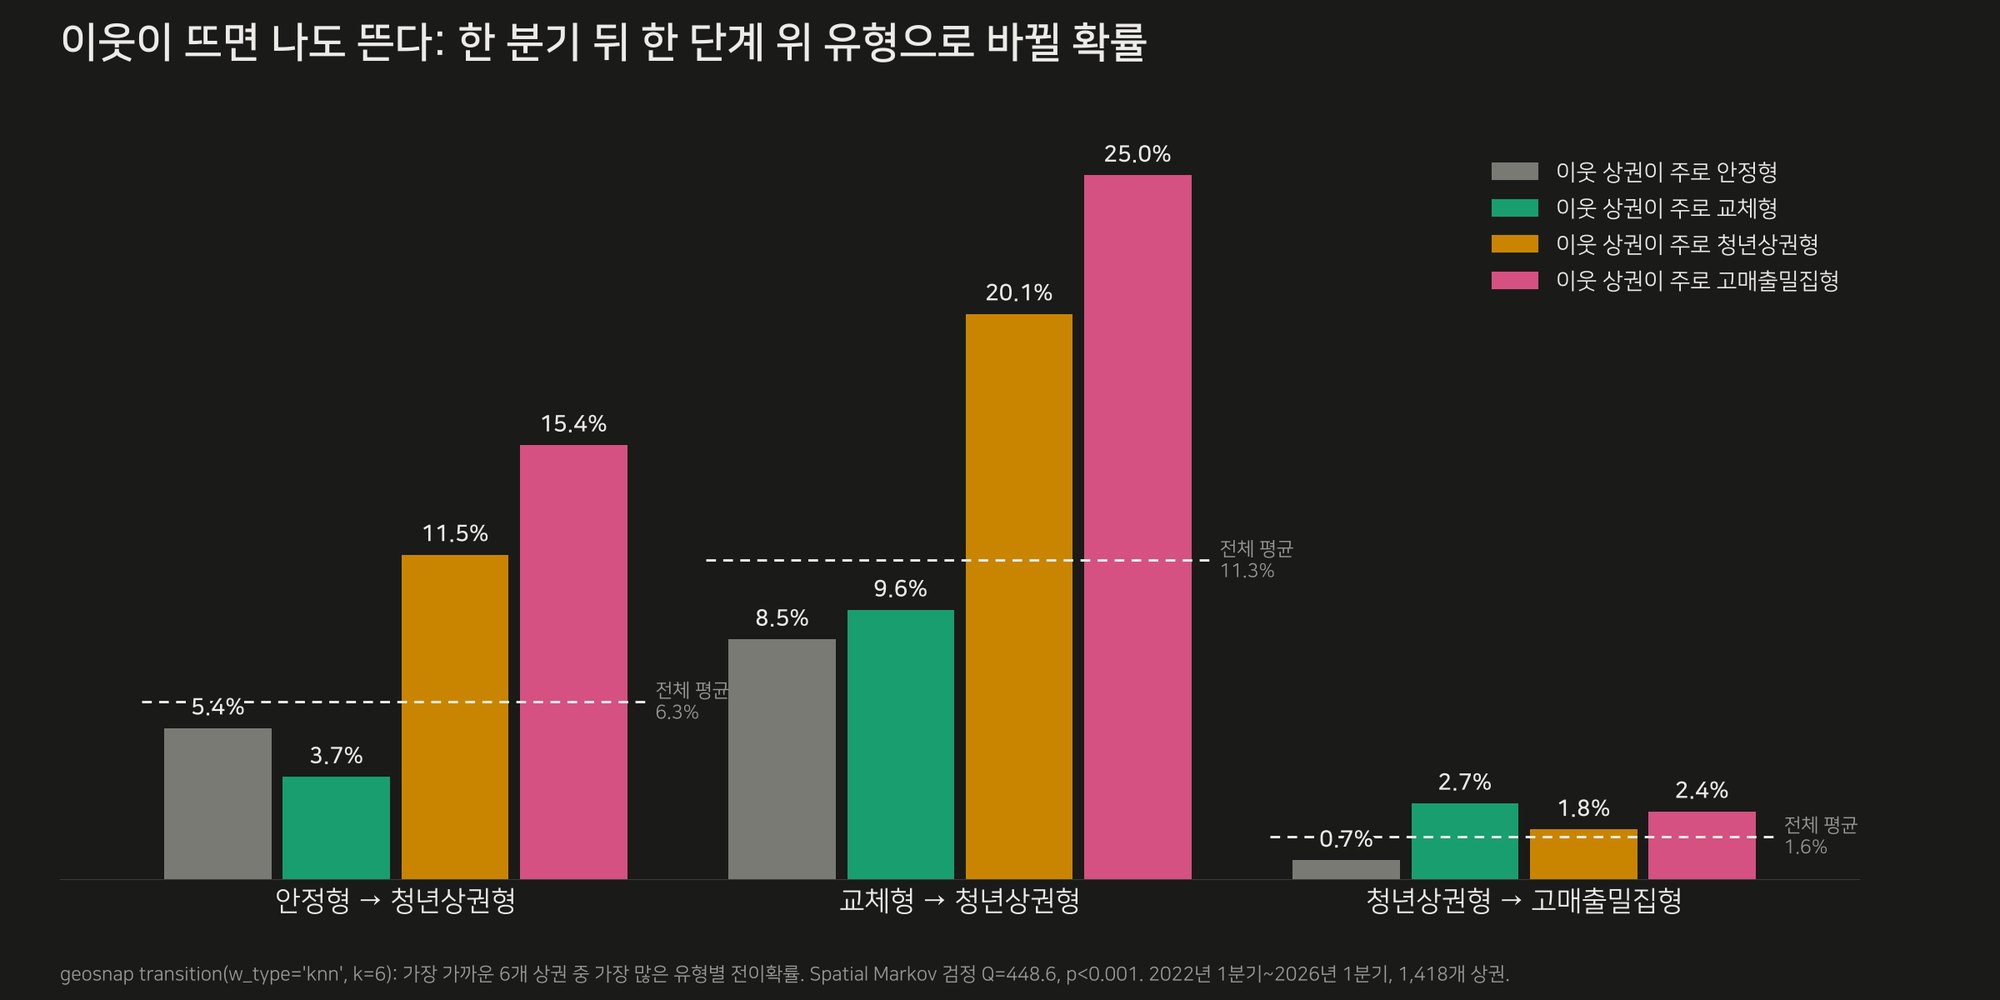 이웃이 뜨면 나도 뜬다: 한 분기 뒤 한 단계 위 유형으로 바뀔 확률
이웃 상권이 주로 안정형
이웃 상권이 주로 교체형
이웃 상권이 주로 청년상권형
이웃 상권이 주로 고매출밀집형
5.4%
3.7%
11.5%
15.4%
전체 평균
6.3%
8.5%
9.6%
20.1%
25.0%
전체 평균
11.3%
0.7%
2.7%
1.8%
2.4%
전체 평균
1.6%
안정형 → 청년상권형
교체형 → 청년상권형
청년상권형 → 고매출밀집형
geosnap transition(w_type='knn', k=6): 가장 가까운 6개 상권 중 가장 많은 유형별 전이확률. Spatial Markov 검정 Q=448.6, p<0.001. 2022년 1분기~2026년 1분기, 1,418개 상권.